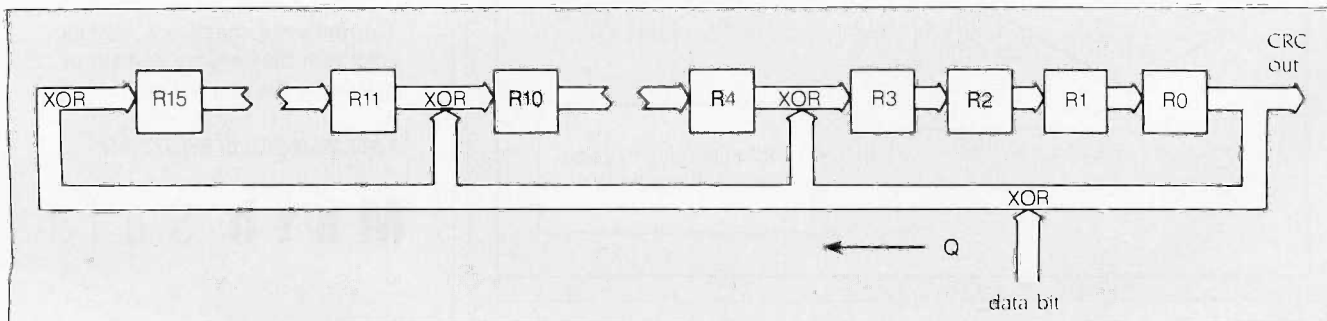 CRC
out
XOR R15 R11 XOR R10 R4 XOR R3 R2 R1 R0
XOR
Q
data bit